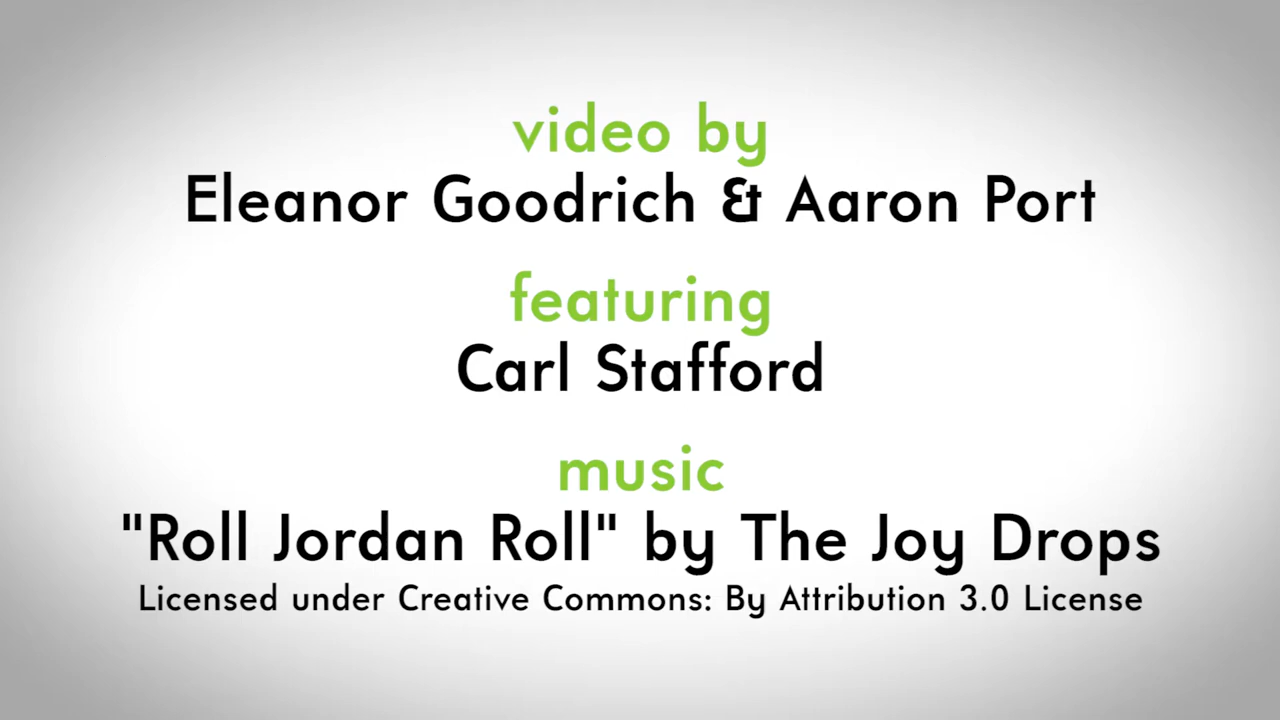 video by
Eleanor Goodrich & Aaron Port
featuring
Carl Stafford
music
"Roll Jordan Roll" by The Joy Drops
Licensed under Creative Commons: By Attribution 3.0 License